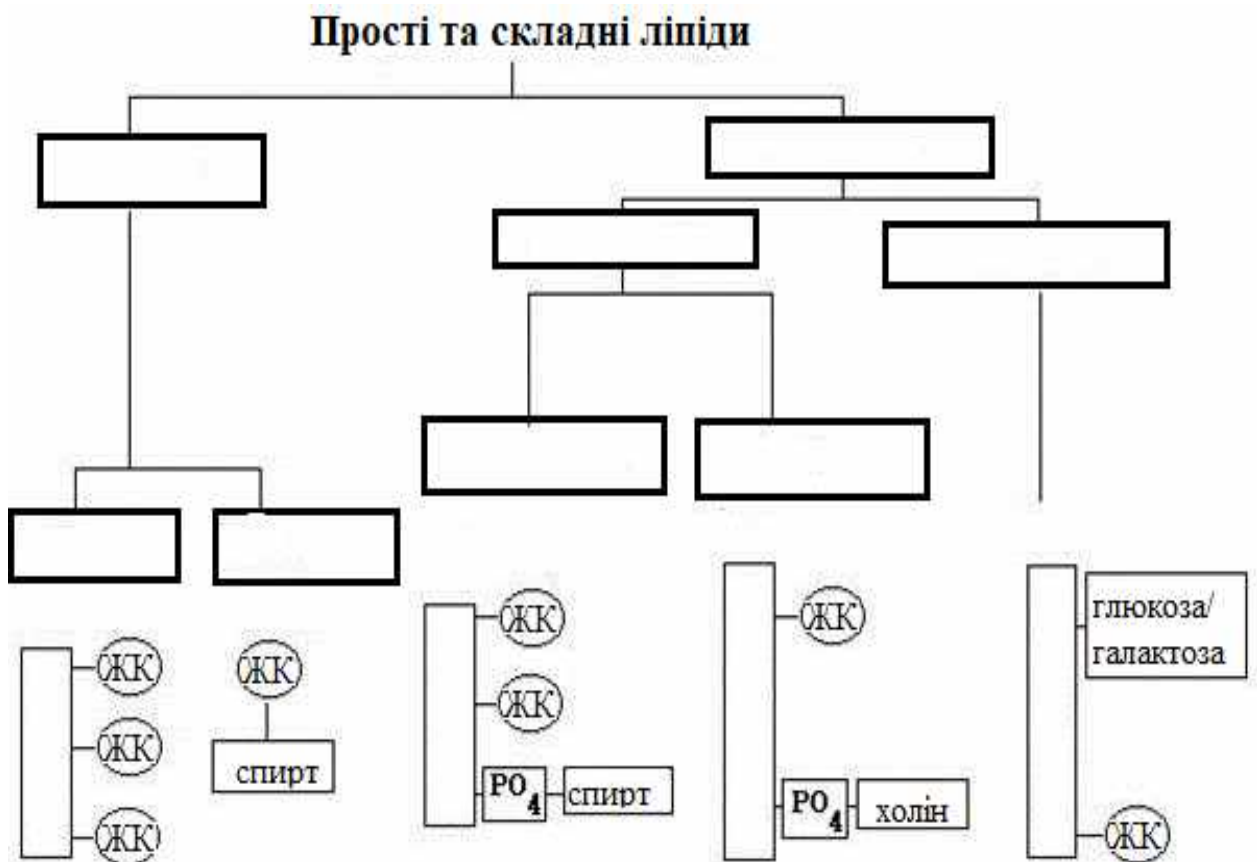 Прості та складні ліпіди
ЖК
ЖК
ЖК
ЖК
спирт
ЖК
ЖК
PO4
спирт
ЖК
PO4
холін
глюкоза/
галактоза
ЖК